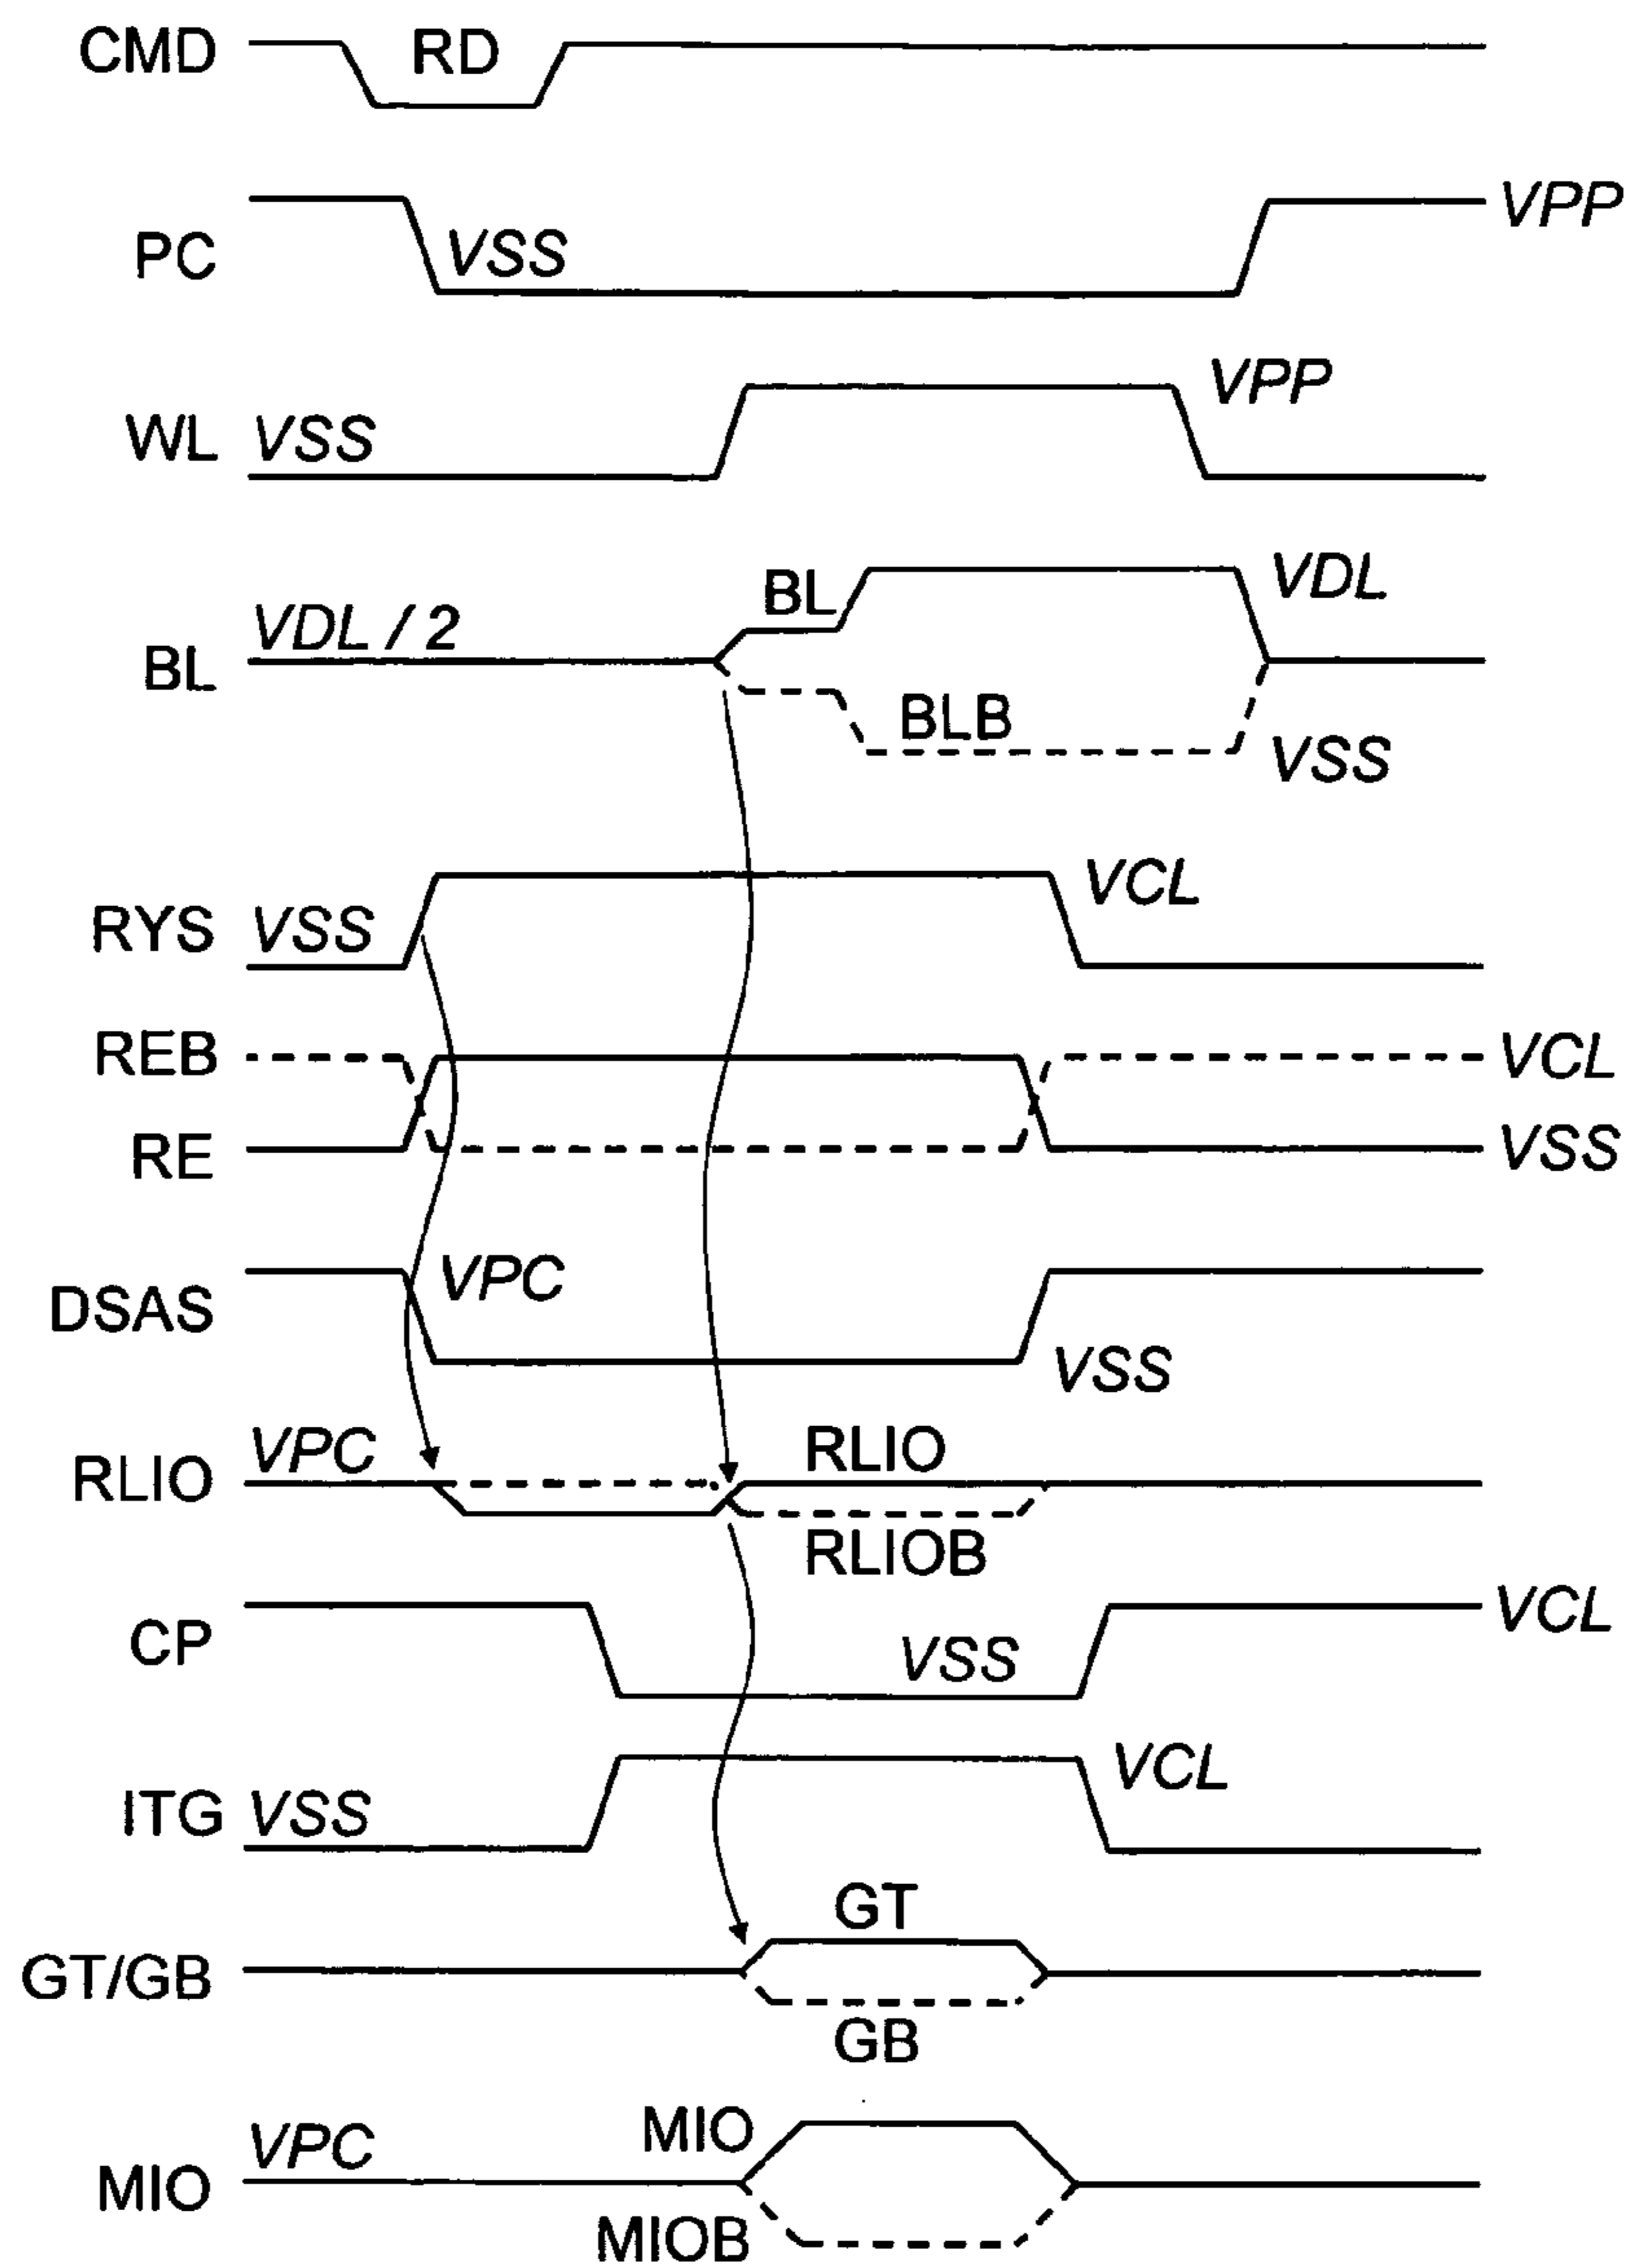 CMD RD
PC VSS VPP
WL VSS VPP
BL VDL / 2 BL VDL
BLB VSS
RYS VSS VCL
REB VCL
RE VSS
DSAS VPC VSS
RLIO VPC RLIO
RLIOB
CP VSS VCL
ITG VSS VCL
GT/GB GT
GB
MIO VPC MIO
MIOB